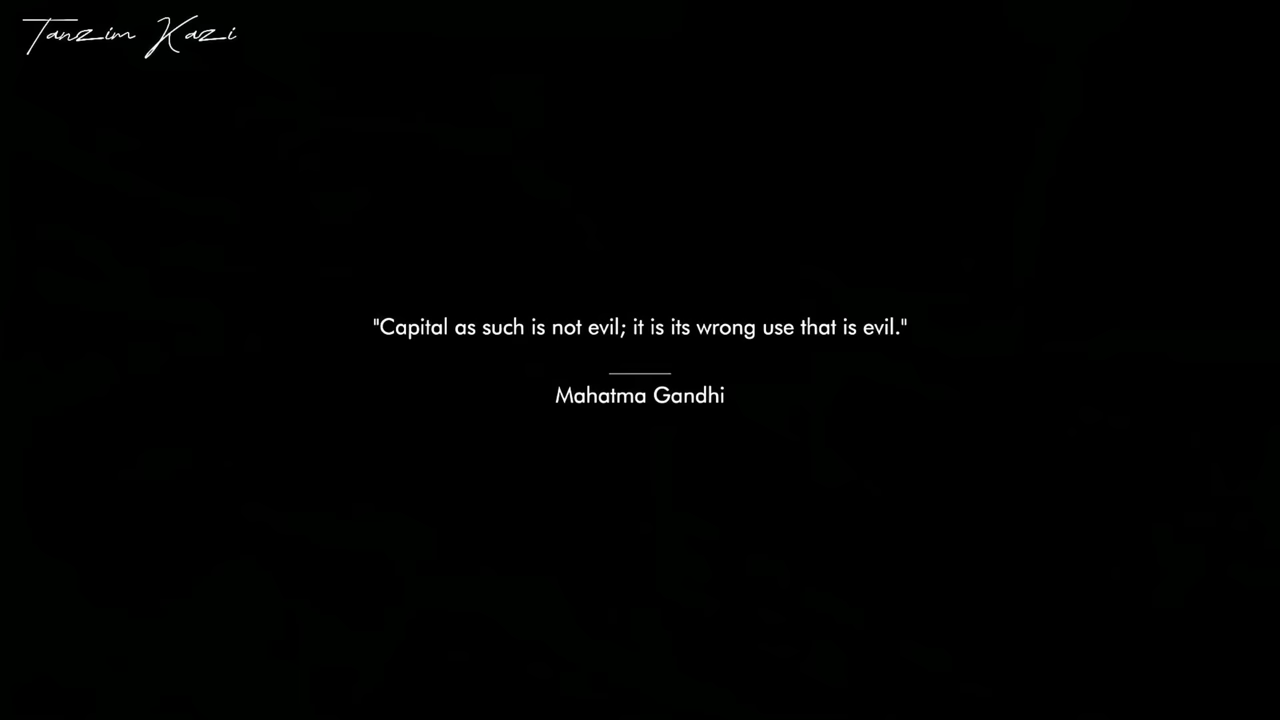 Tanzim Kazi
"Capital as such is not evil; it is its wrong use that is evil."
Mahatma Gandhi